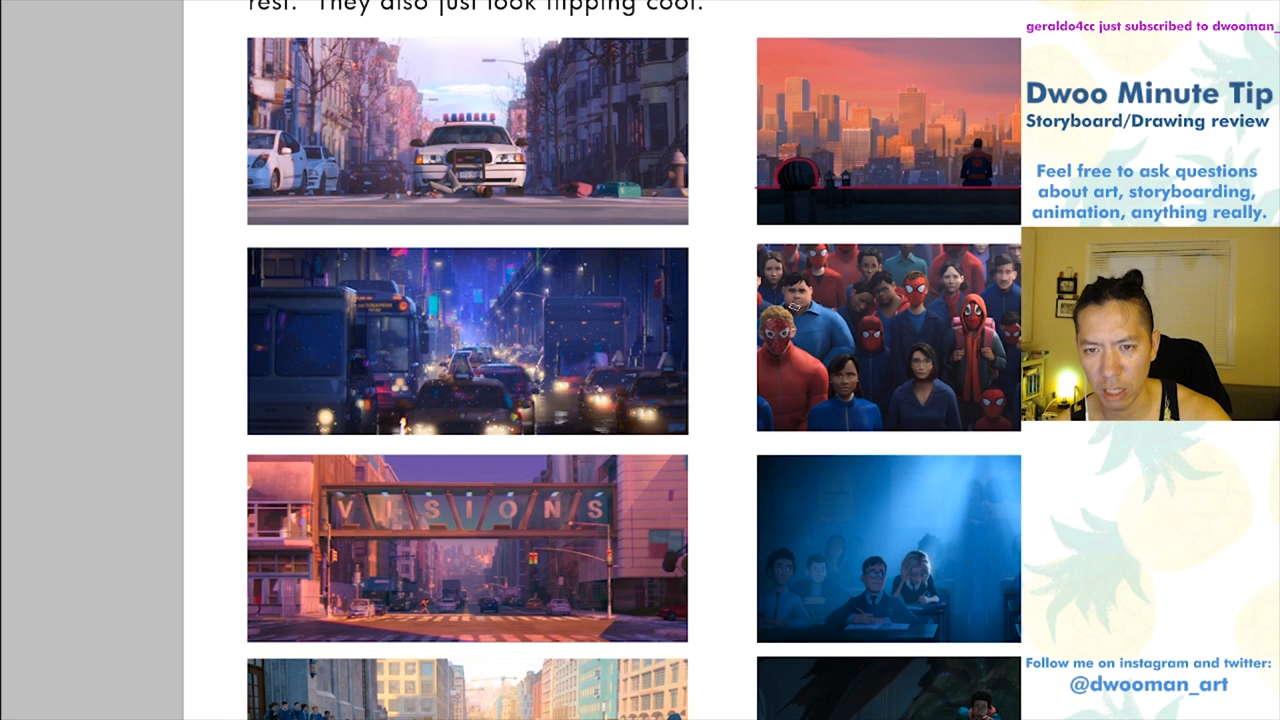 rest. They also just look flipping cool.
geraldo4cc just subscribed to dwooman_
Dwoo Minute Tip
Storyboard/Drawing review
Feel free to ask questions
about art, storyboarding,
animation, anything really.
VISIONS
Follow me on instagram and twitter:
@dwooman_art